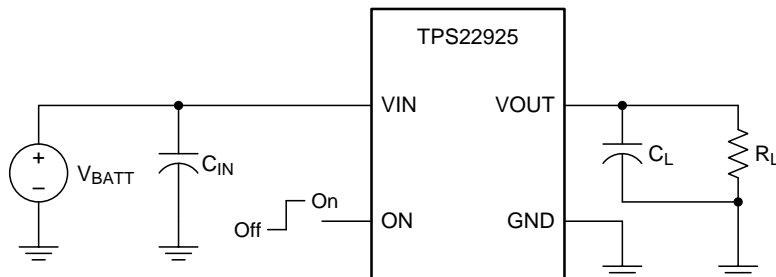 TPS22925
VIN
VOUT
+
−
V_BATT
C_IN
C_L
R_L
On
Off
ON
GND